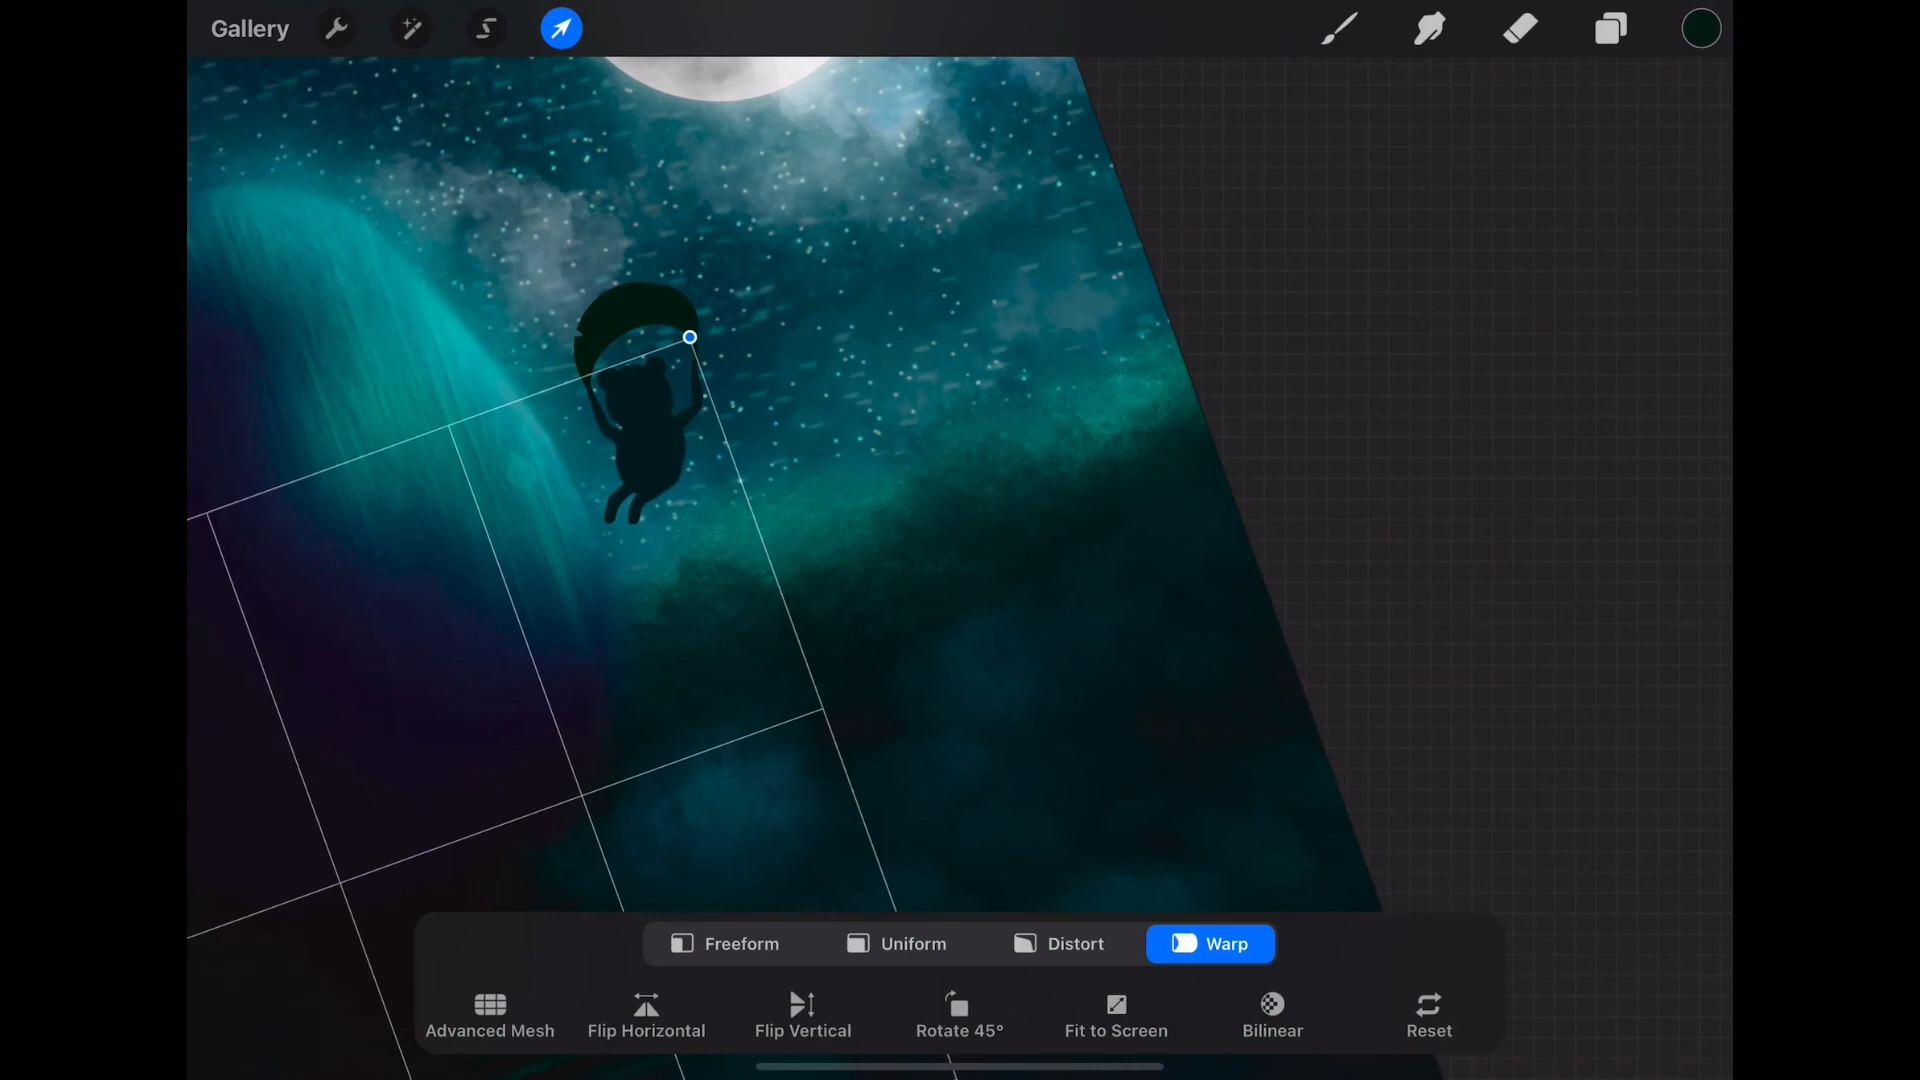 Gallery
Freeform Uniform Distort Warp
Advanced Mesh Flip Horizontal Flip Vertical Rotate 45° Fit to Screen Bilinear Reset